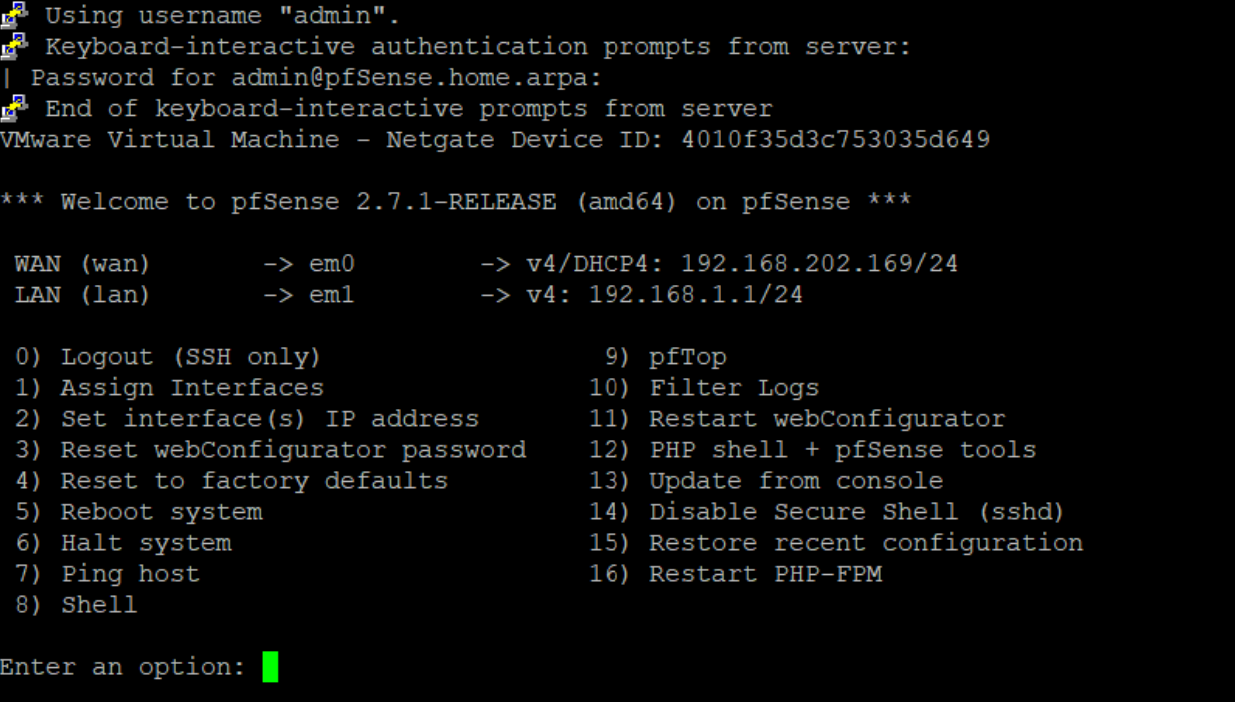 Using username "admin".
Keyboard-interactive authentication prompts from server:
| Password for admin@pfSense.home.arpa:
End of keyboard-interactive prompts from server
VMware Virtual Machine - Netgate Device ID: 4010f35d3c753035d649
*** Welcome to pfSense 2.7.1-RELEASE (amd64) on pfSense ***
WAN (wan) -> em0 -> v4/DHCP4: 192.168.202.169/24
LAN (lan) -> em1 -> v4: 192.168.1.1/24
0) Logout (SSH only) 9) pfTop
1) Assign Interfaces 10) Filter Logs
2) Set interface(s) IP address 11) Restart webConfigurator
3) Reset webConfigurator password 12) PHP shell + pfSense tools
4) Reset to factory defaults 13) Update from console
5) Reboot system 14) Disable Secure Shell (sshd)
6) Halt system 15) Restore recent configuration
7) Ping host 16) Restart PHP-FPM
8) Shell
Enter an option: